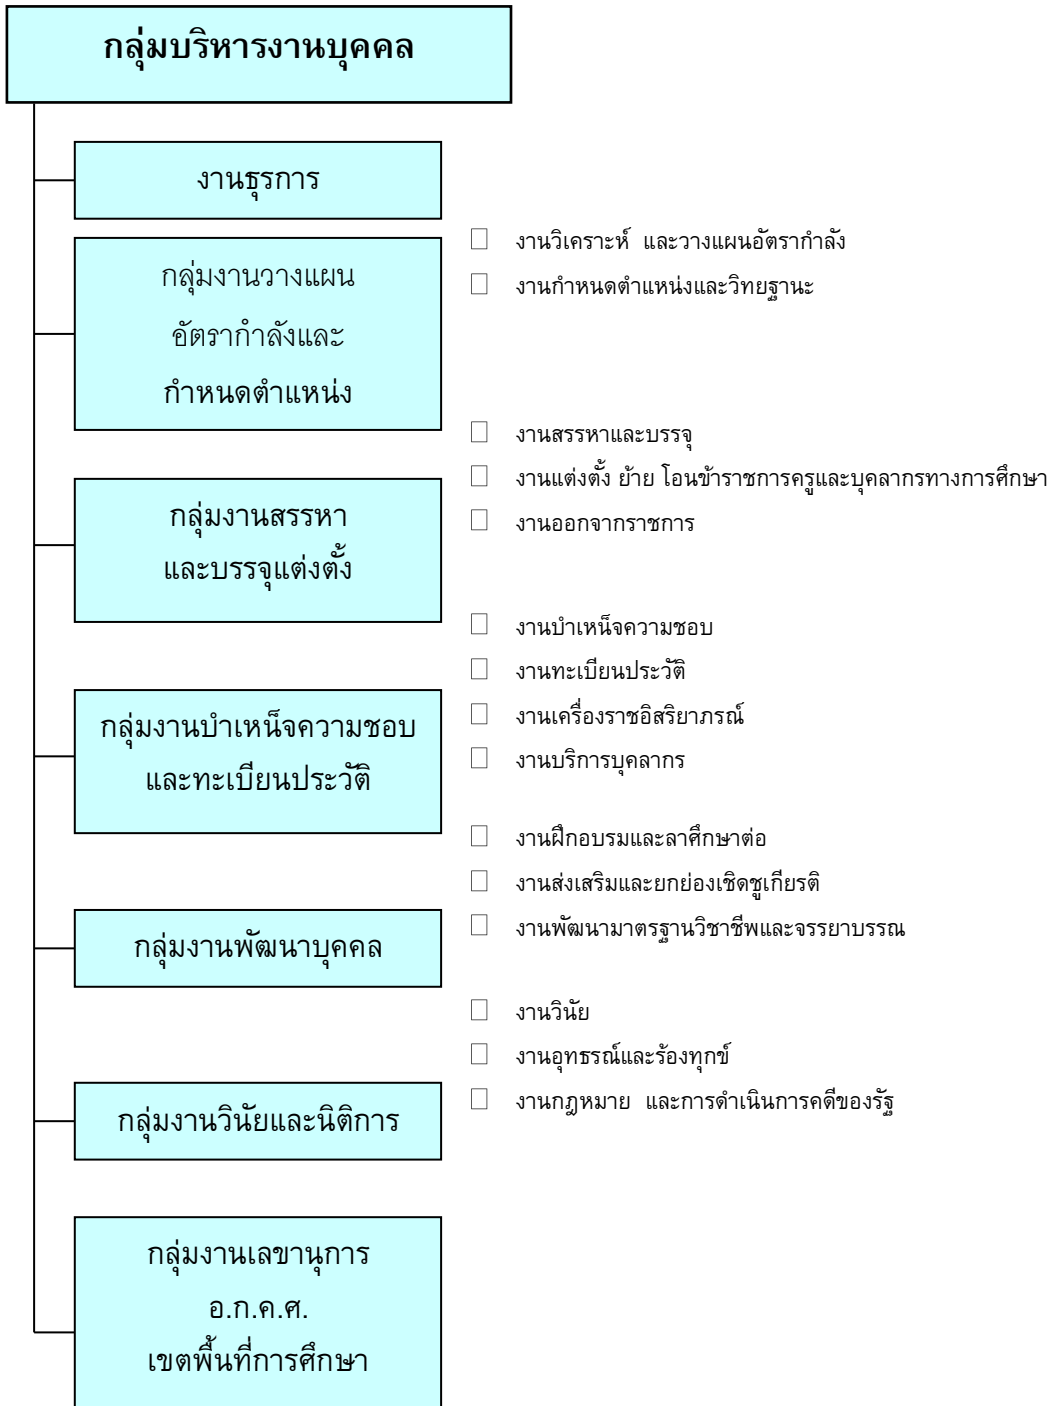 กลุ่มบริหารงานบุคคล
งานธุรการ
กลุ่มงานวางแผน
อัตรากำลังและ
กำหนดตำแหน่ง
งานวิเคราะห์  และวางแผนอัตรากำลัง
งานกำหนดตำแหน่งและวิทยฐานะ
กลุ่มงานสรรหา
และบรรจุแต่งตั้ง
งานสรรหาและบรรจุ
งานแต่งตั้ง ย้าย โอนข้าราชการครูและบุคลากรทางการศึกษา
งานออกจากราชการ
กลุ่มงานบำเหน็จความชอบ
และทะเบียนประวัติ
งานบำเหน็จความชอบ
งานทะเบียนประวัติ
งานเครื่องราชอิสริยาภรณ์
งานบริการบุคลากร
กลุ่มงานพัฒนาบุคคล
งานฝึกอบรมและลาศึกษาต่อ
งานส่งเสริมและยกย่องเชิดชูเกียรติ
งานพัฒนามาตรฐานวิชาชีพและจรรยาบรรณ
กลุ่มงานวินัยและนิติการ
งานวินัย
งานอุทธรณ์และร้องทุกข์
งานกฎหมาย  และการดำเนินการคดีของรัฐ
กลุ่มงานเลขานุการ
อ.ก.ค.ศ.
เขตพื้นที่การศึกษา